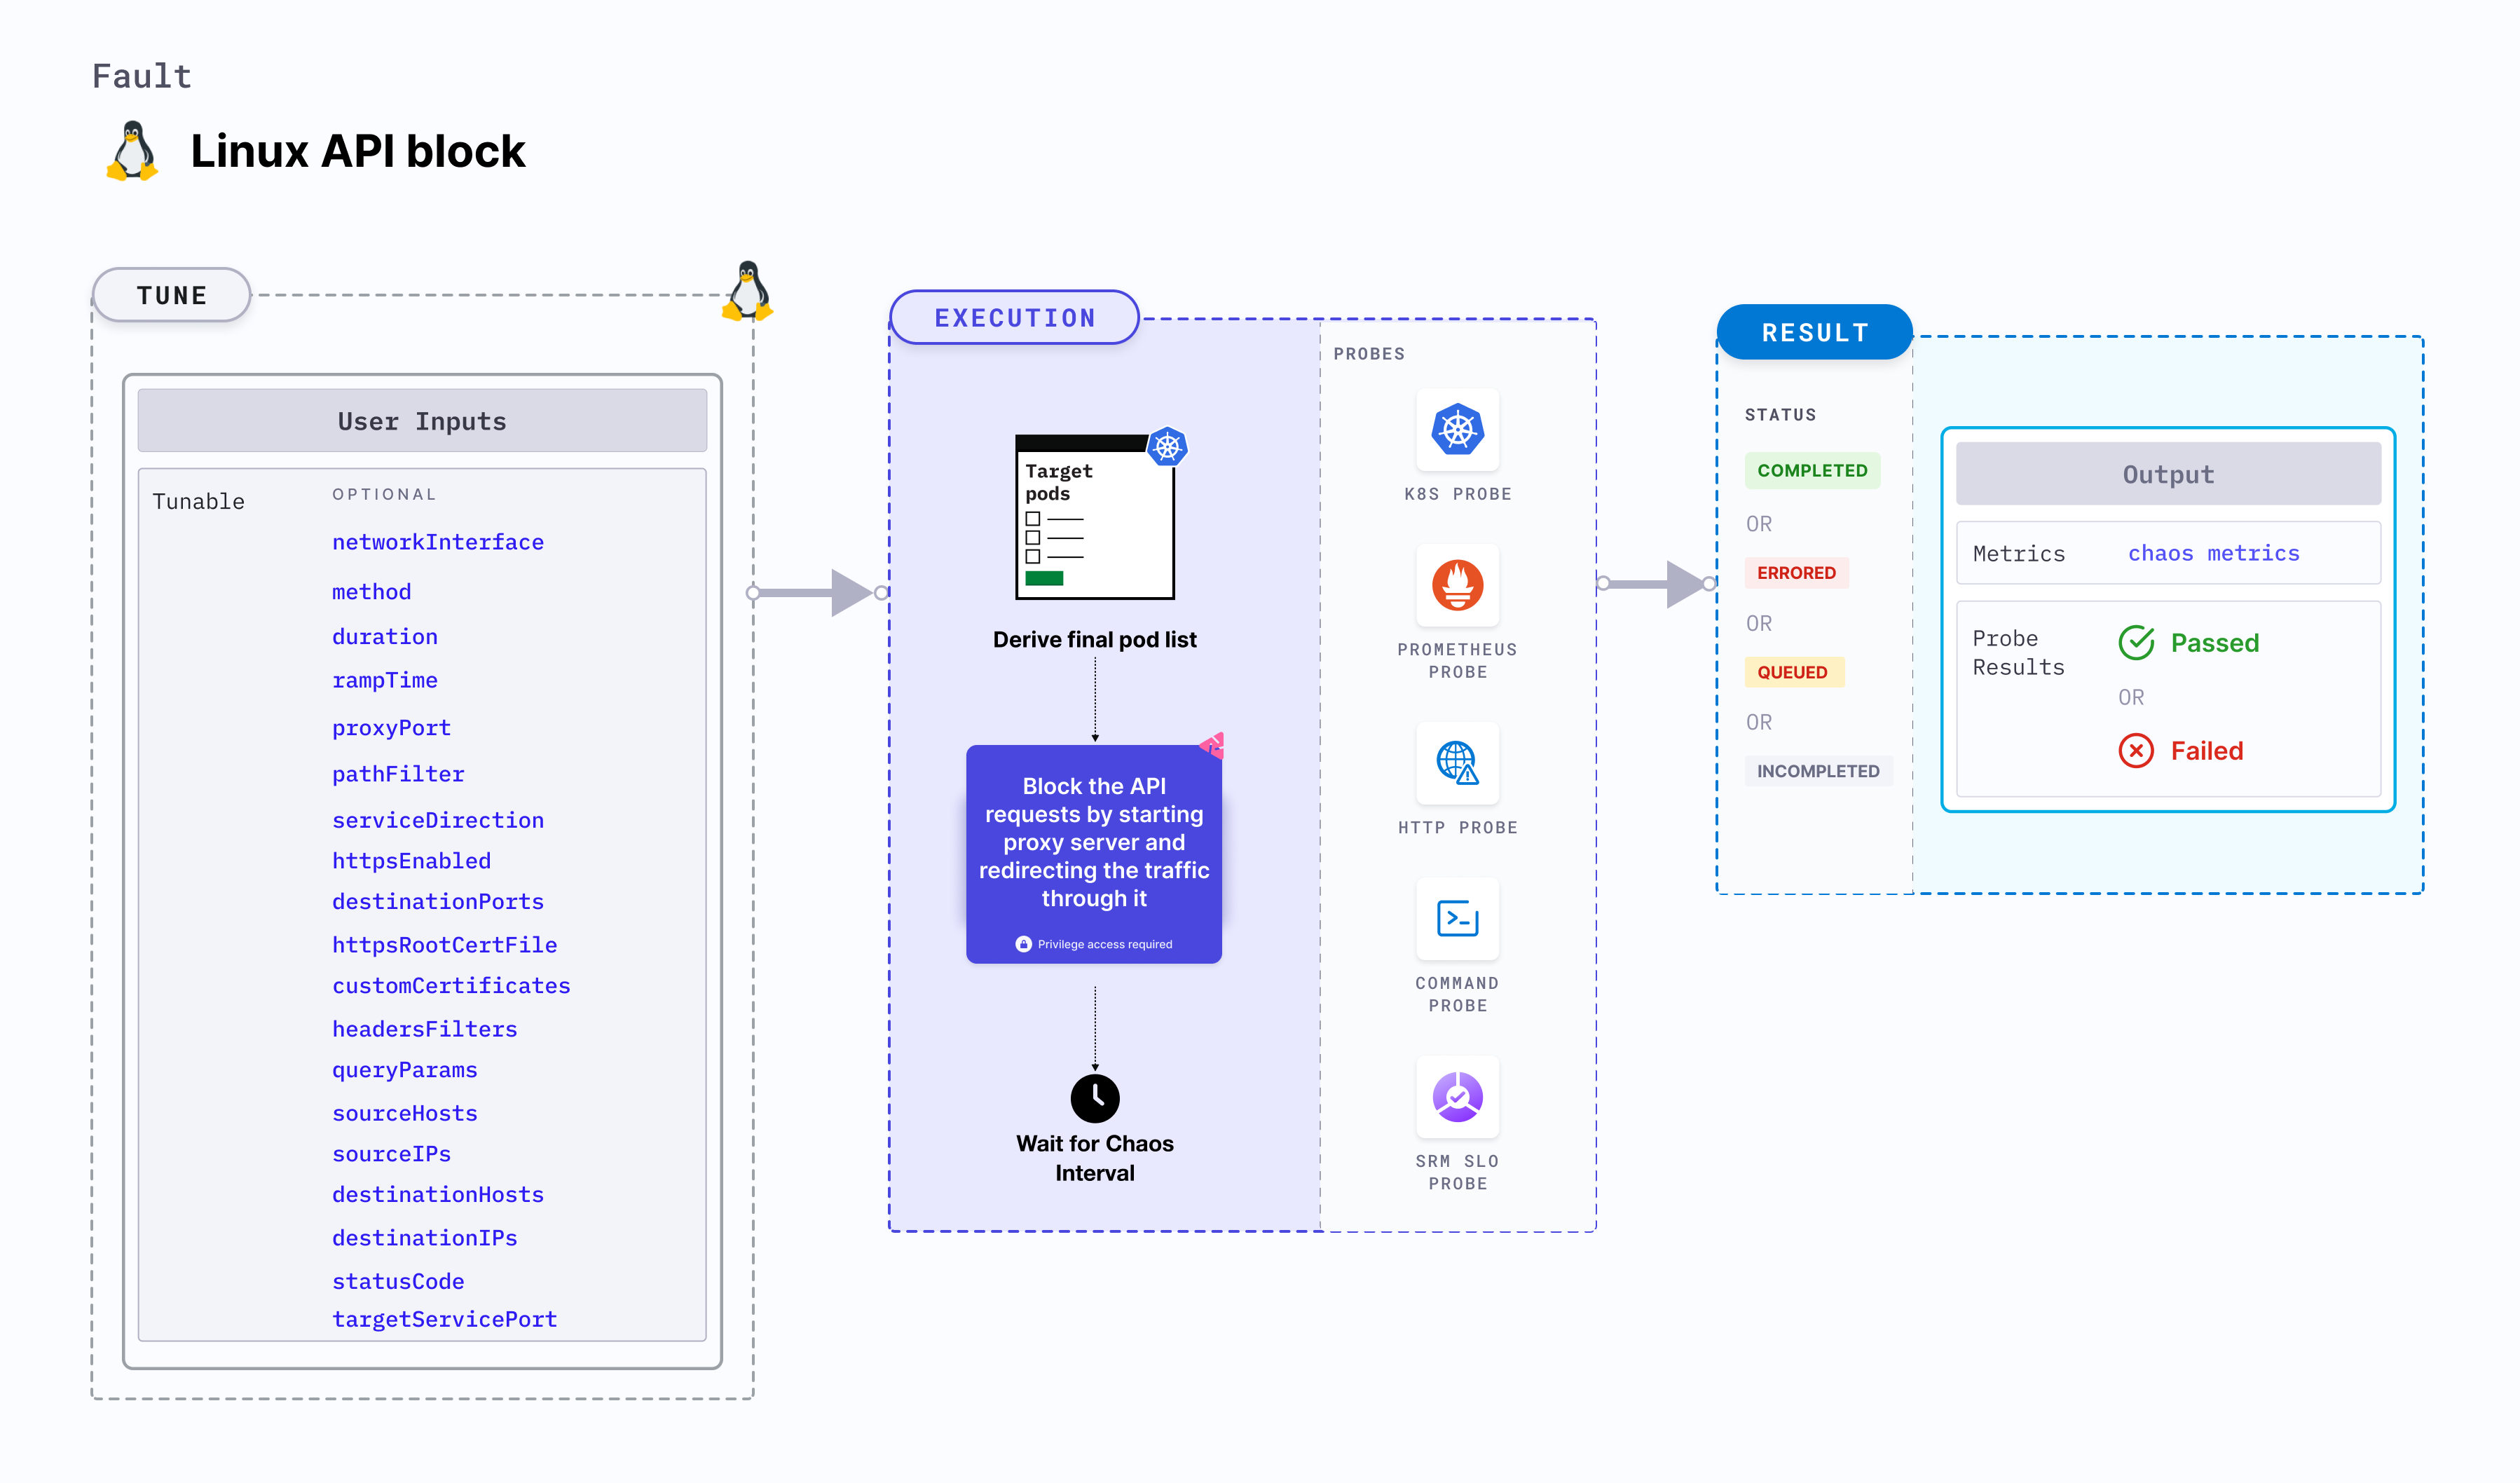 Fault
Linux API block
TUNE
User Inputs
Tunable
OPTIONAL
networkInterface
method
duration
rampTime
proxyPort
pathFilter
serviceDirection
httpsEnabled
destinationPorts
httpsRootCertFile
customCertificates
headersFilters
queryParams
sourceHosts
sourceIPs
destinationHosts
destinationIPs
statusCode
targetServicePort
EXECUTION
Target
pods
Derive final pod list
Block the API
requests by starting
proxy server and
redirecting the traffic
through it
Privilege access required
Wait for Chaos
Interval
PROBES
K8S PROBE
PROMETHEUS
PROBE
HTTP PROBE
COMMAND
PROBE
SRM SLO
PROBE
RESULT
STATUS
COMPLETED
OR
ERRORED
OR
QUEUED
OR
INCOMPLETED
Output
Metrics
chaos metrics
Probe
Results
Passed
OR
Failed